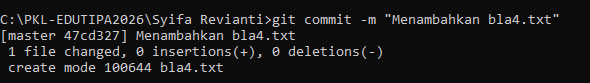 C:\PKL-EDUTIPA2026\Syifa Revianti>git commit -m "Menambahkan bla4.txt"
[master 47cd327] Menambahkan bla4.txt
 1 file changed, 0 insertions(+), 0 deletions(-)
 create mode 100644 bla4.txt